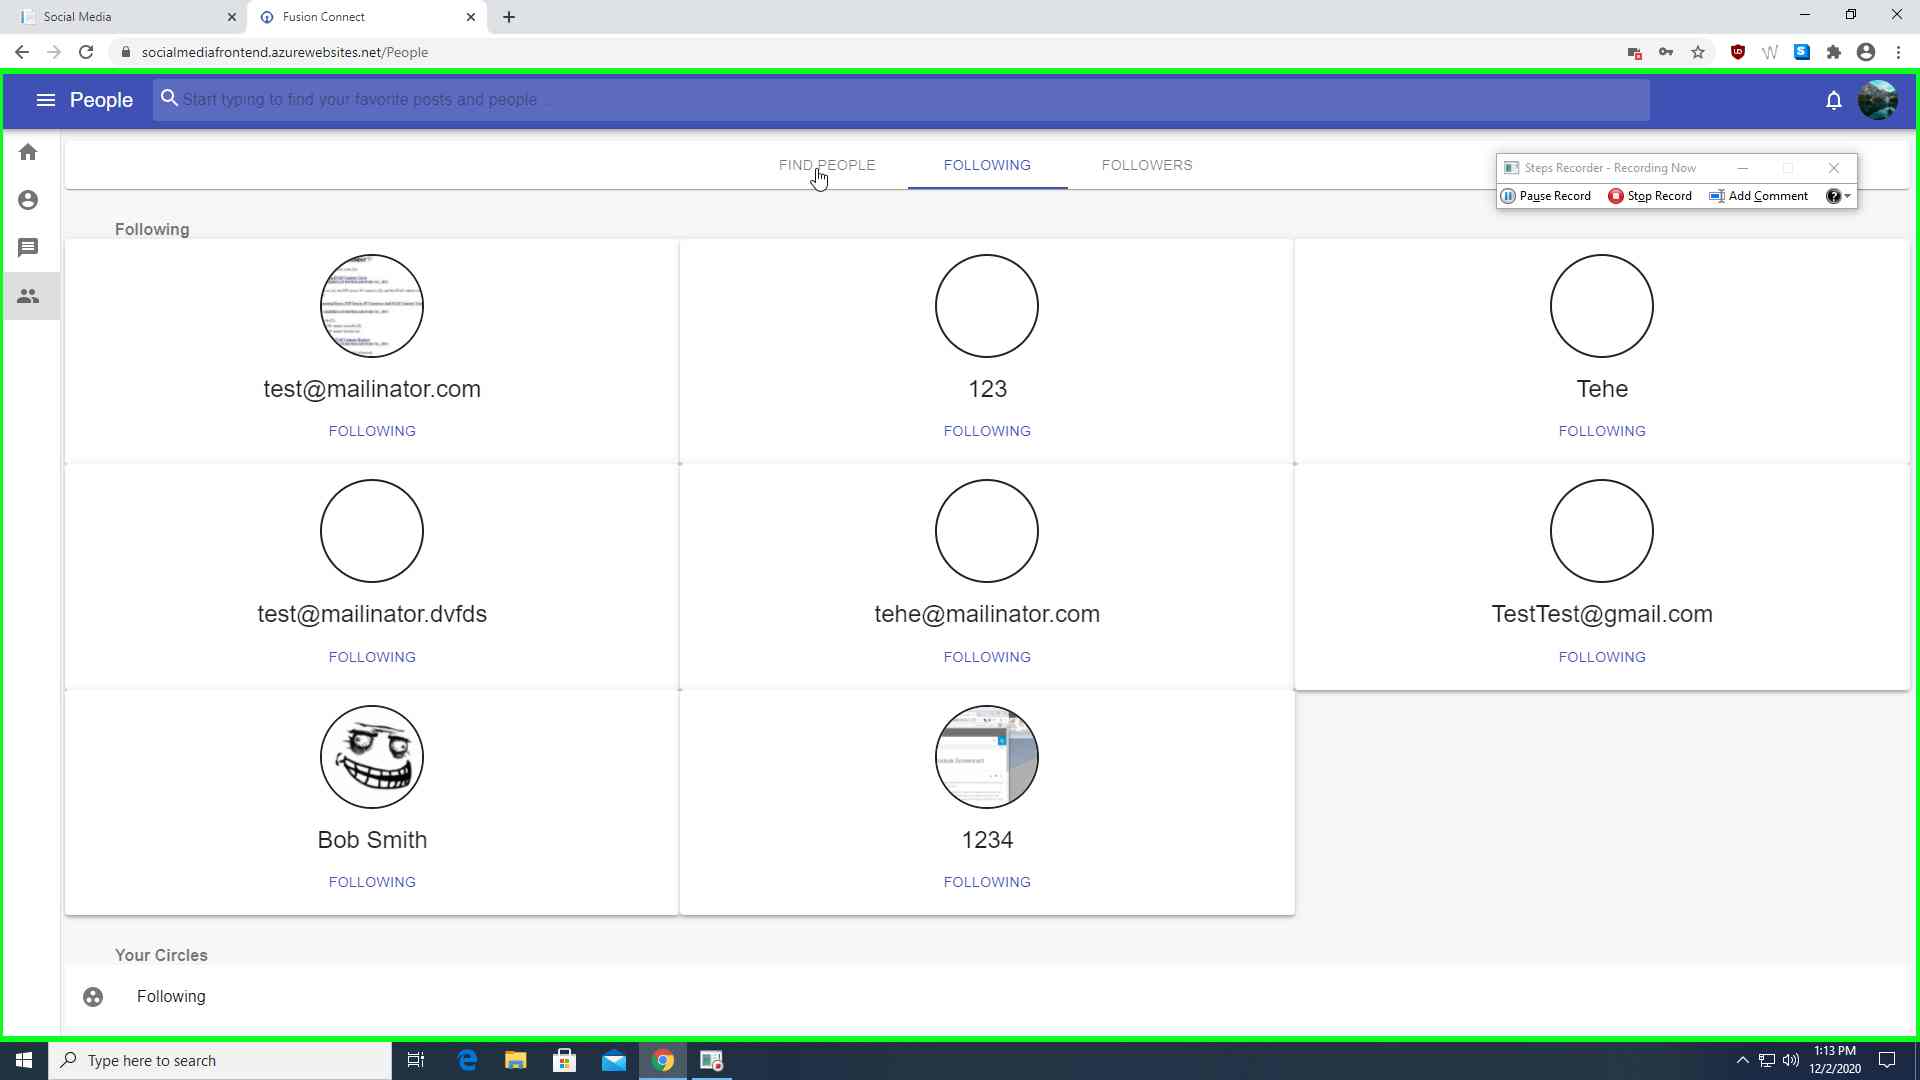 Social Media
Fusion Connect
socialmediafrontend.azurewebsites.net/People
People
Start typing to find your favorite posts and people ...
FIND PEOPLE
FOLLOWING
FOLLOWERS
Steps Recorder - Recording Now
Pause Record
Stop Record
Add Comment
Following
test@mailinator.com
123
Tehe
FOLLOWING
FOLLOWING
FOLLOWING
test@mailinator.dvfds
tehe@mailinator.com
TestTest@gmail.com
FOLLOWING
FOLLOWING
FOLLOWING
Bob Smith
1234
FOLLOWING
FOLLOWING
Your Circles
Following
Type here to search
1:13 PM
12/2/2020